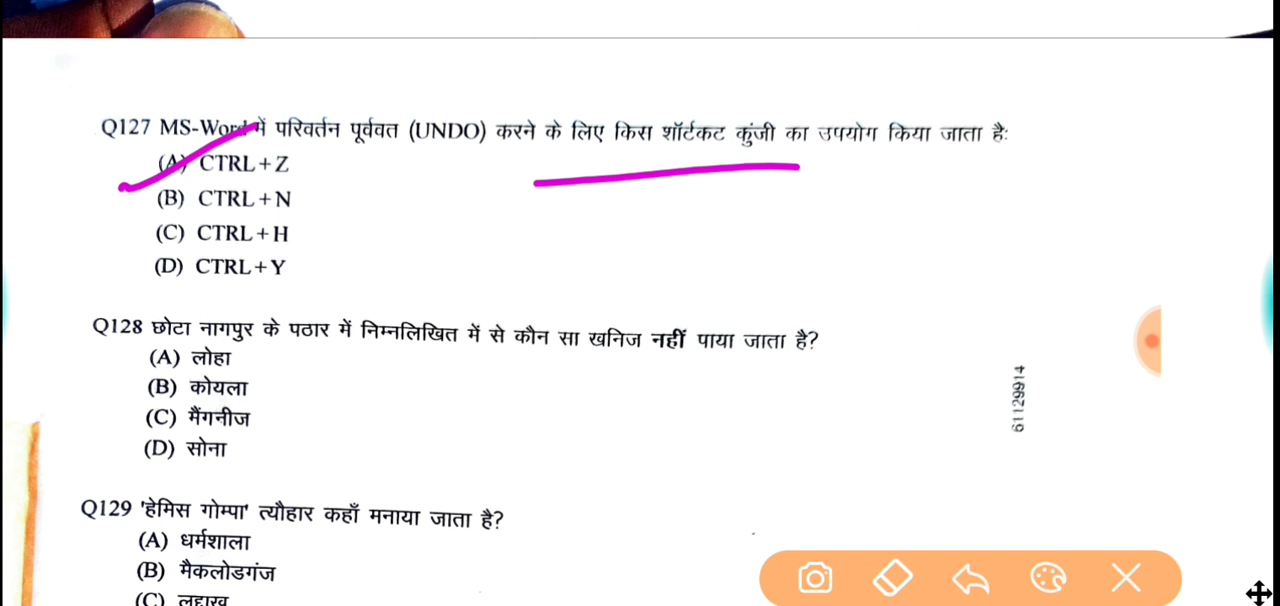 Q127 MS-Word में परिवर्तन पूर्ववत (UNDO) करने के लिए किस शॉर्टकट कुंजी का उपयोग किया जाता है:
(A) CTRL+Z
(B) CTRL+N
(C) CTRL+H
(D) CTRL+Y
Q128 छोटा नागपुर के पठार में निम्नलिखित में से कौन सा खनिज नहीं पाया जाता है?
(A) लोहा
(B) कोयला
(C) मैंगनीज
(D) सोना
61129914
Q129 'हेमिस गोम्पा' त्यौहार कहाँ मनाया जाता है?
(A) धर्मशाला
(B) मैकलोडगंज
(C) लद्दाख